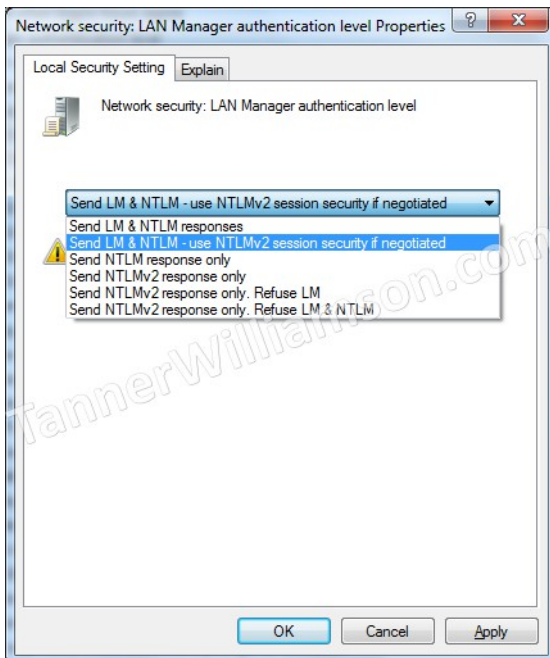 Network security: LAN Manager authentication level Properties
Local Security Setting
Explain
Network security: LAN Manager authentication level
Send LM & NTLM - use NTLMv2 session security if negotiated
Send LM & NTLM responses
Send LM & NTLM - use NTLMv2 session security if negotiated
Send NTLM response only
Send NTLMv2 response only
Send NTLMv2 response only. Refuse LM
Send NTLMv2 response only. Refuse LM & NTLM
TannerWilliamson.com
OK
Cancel
Apply